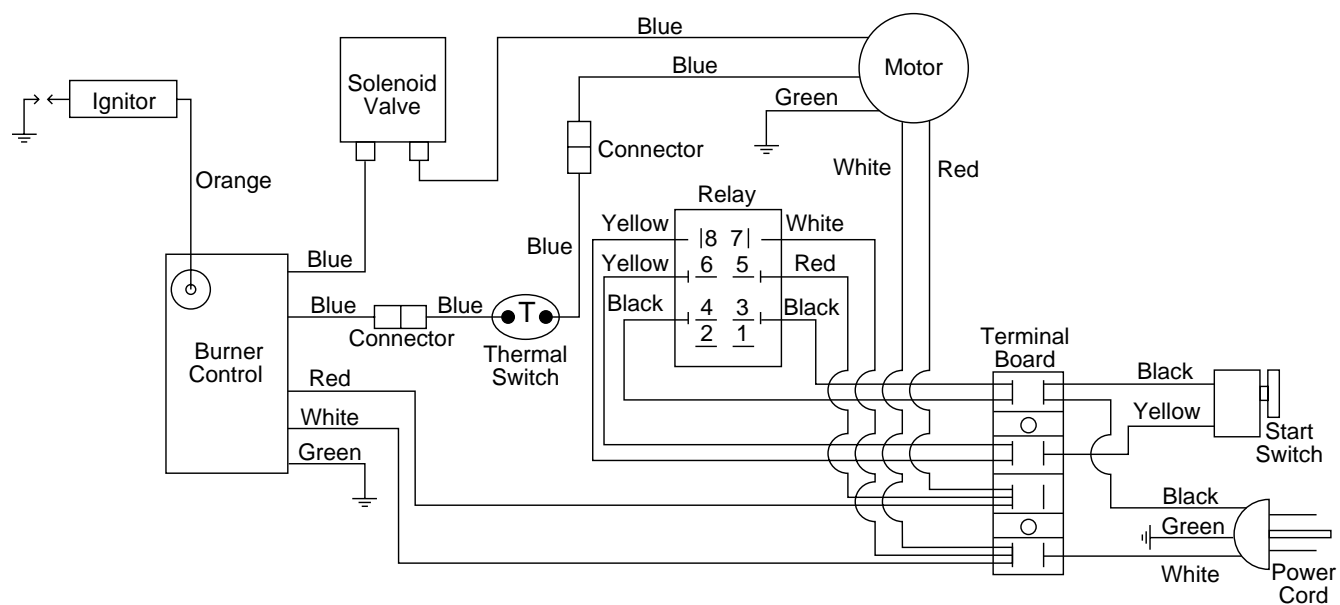 Blue
Solenoid
Valve
Blue
Motor
Ignitor
Green
Connector
White
Red
Orange
Relay
Yellow
8 7
White
Blue
Blue
Yellow
6 5
Red
Black
4 3
Black
2 1
Blue
Blue
Connector
T
Thermal
Switch
Burner
Control
Terminal
Board
Red
Black
White
Yellow
Start
Switch
Green
Black
Green
White
Power
Cord